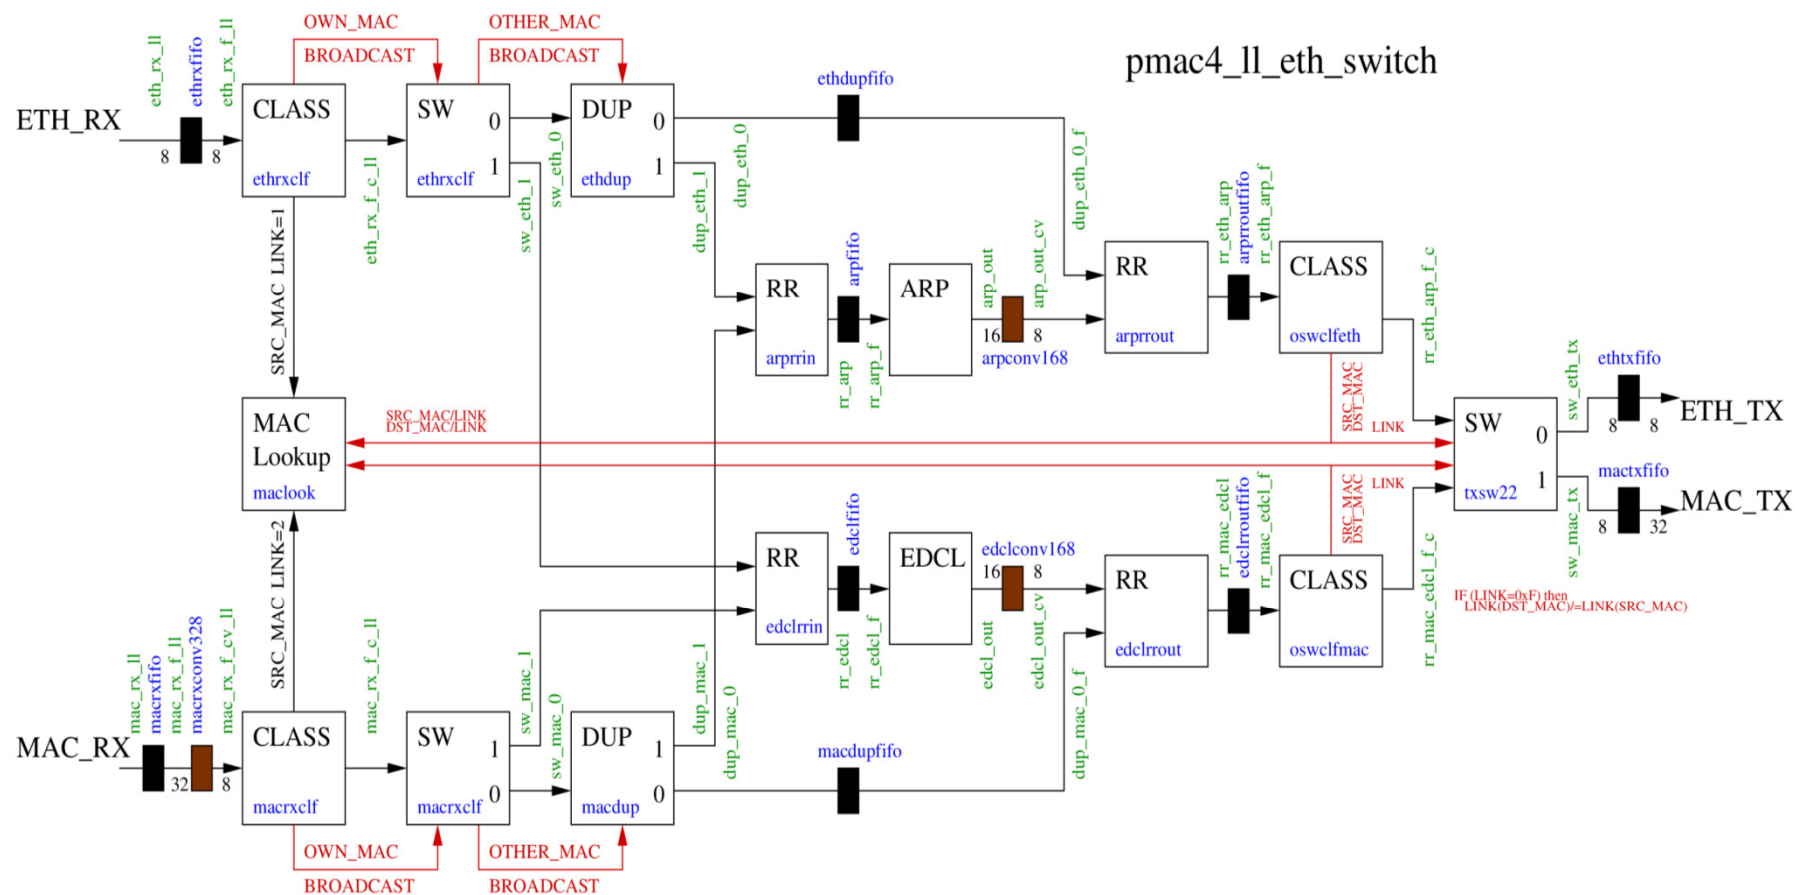 pmac4_ll_eth_switch
OWN_MAC
BROADCAST
OTHER_MAC
BROADCAST
eth_rx_ll
ethrxfifo
eth_rx_f_ll
ETH_RX
8
8
CLASS
ethrxclf
eth_rx_f_c_ll
SW
0
1
ethrxclf
sw_eth_1
sw_eth_0
DUP
0
1
ethdup
dup_eth_1
dup_eth_0
ethdupfifo
dup_eth_0_f
SRC_MAC LINK=1
RR
arprrin
arpfifo
rr_arp
rr_arp_f
ARP
arp_out
arp_out_cv
16
8
arpconv168
RR
arprrout
rr_eth_arp
arprroutfifo
rr_eth_arp_f
CLASS
oswclfeth
rr_eth_arp_f_c
SRC_MAC
DST_MAC
LINK
MAC
Lookup
maclook
SRC_MAC/LINK
DST_MAC/LINK
SW
0
1
txsw22
sw_eth_tx
ethtxfifo
8
8
ETH_TX
mactxfifo
sw_mac_tx
8
32
MAC_TX
IF (LINK=0xF) then
LINK(DST_MAC)/=LINK(SRC_MAC)
SRC_MAC LINK=2
RR
edclrrin
edclfifo
rr_edcl
rr_edcl_f
EDCL
edclconv168
16
8
edcl_out
edcl_out_cv
RR
edclrrout
rr_mac_edcl
edclrroutfifo
rr_mac_edcl_f
SRC_MAC
DST_MAC
LINK
CLASS
oswclfmac
rr_mac_edcl_f_c
mac_rx_ll
macrxfifo
mac_rx_f_ll
macrxconv328
mac_rx_f_cv_ll
MAC_RX
32
8
CLASS
macrxclf
mac_rx_f_c_ll
SW
1
0
macrxclf
sw_mac_1
sw_mac_0
DUP
1
0
macdup
dup_mac_1
dup_mac_0
macdupfifo
dup_mac_0_f
OWN_MAC
BROADCAST
OTHER_MAC
BROADCAST